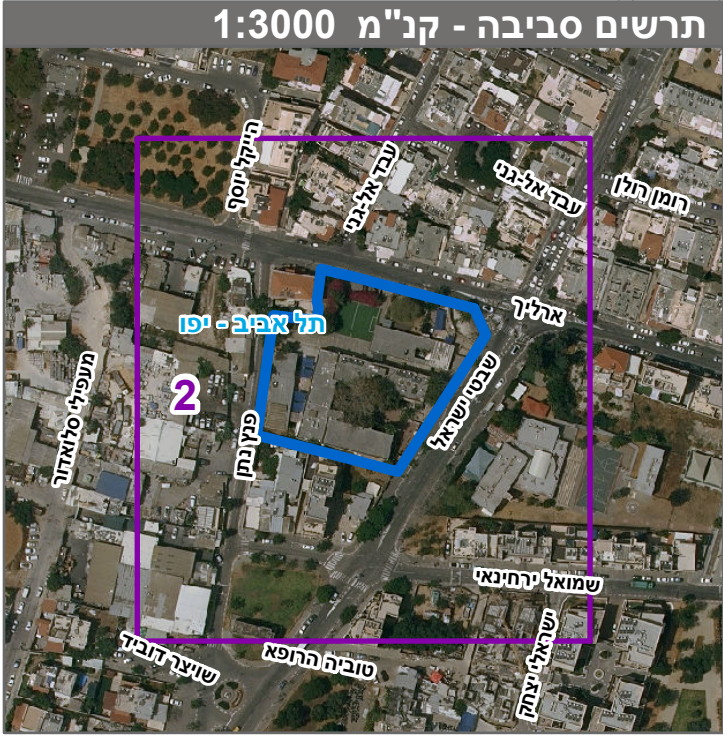 תרשים סביבה - קנ"מ 1:3000
הייקל יוסף
עבד אל-גני
עבד אל-גני
רומן רולן
ארליך
תל אביב - יפו
שבטי ישראל
מעפילי סלואדור
2
פנץ נתן
שמואל ירחינאי
ישראלי יצחק
שויצר דוביד
טוביה הרופא